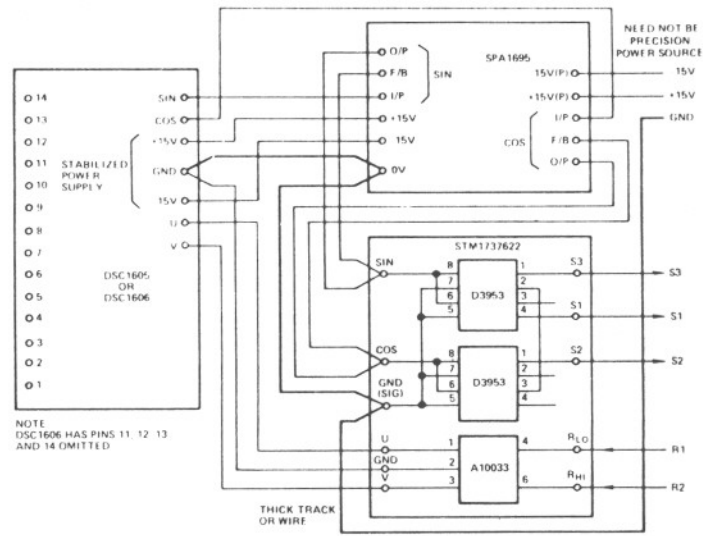 NEED NOT BE
PRECISION
POWER SOURCE
15V
+15V
GND
SPA1695
O/P
F/B
I/P
SIN
+15V
15V
0V
15V(P)
+15V(P)
I/P
F/B
O/P
COS
14
13
12
11
10
9
8
7
6
5
4
3
2
1
STABILIZED
POWER
SUPPLY
DSC1605
OR
DSC1606
SIN
COS
+15V
GND
15V
U
V
NOTE
DSC1606 HAS PINS 11, 12, 13
AND 14 OMITTED
STM1737622
SIN
8
7
6
5
D3953
1
2
3
4
S3
S1
S3
S1
COS
GND
(SIG)
8
7
6
5
D3953
1
2
3
4
S2
S2
U
GND
V
1
2
3
A10033
4
6
RLO
RHI
R1
R2
THICK TRACK
OR WIRE